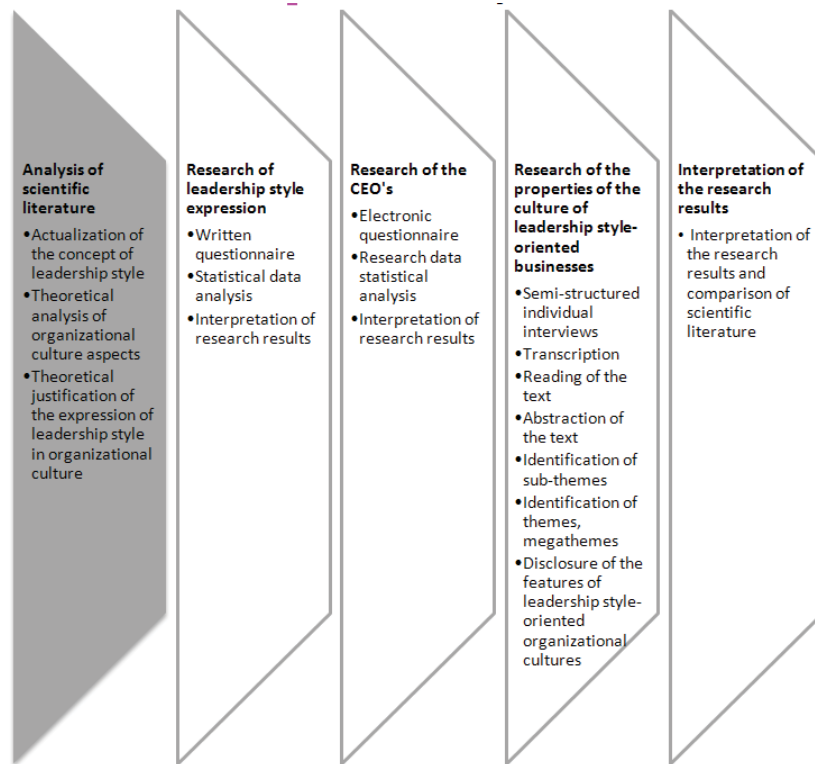 Analysis of
scientific
literature
•Actualization of
the concept of
leadership style
•Theoretical
analysis of
organizational
culture aspects
•Theoretical
justification of
the expression of
leadership style
in organizational
culture
Research of
leadership style
expression
•Written
questionnaire
•Statistical data
analysis
•Interpretation of
research results
Research of the
CEO's
•Electronic
questionnaire
•Research data
statistical
analysis
•Interpretation of
research results
Research of the
properties of the
culture of
leadership style-
oriented
businesses
•Semi-structured
individual
interviews
•Transcription
•Reading of the
text
•Abstraction of
the text
•Identification of
sub-themes
•Identification of
themes,
megathemes
•Disclosure of the
features of
leadership style-
oriented
organizational
cultures
Interpretation of
the research
results
• Interpretation of
the research
results and
comparison of
scientific
literature